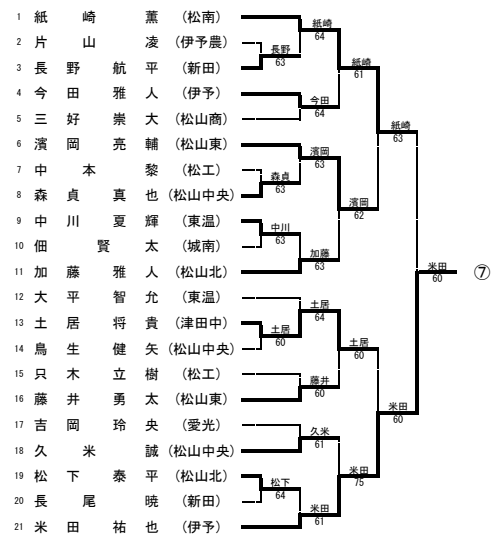 1 紙崎 薫 (松南)
2 片山 凌 (伊予農)
3 長野 航平 (新田)
4 今田 雅人 (伊予)
5 三好 崇大 (松山商)
6 濱岡 亮輔 (松山東)
7 中本 黎 (松工)
8 森貞 真也 (松山中央)
9 中川 夏輝 (東温)
10 佃 賢太 (城南)
11 加藤 雅人 (松山北)
12 大平 智允 (東温)
13 土居 将貴 (津田中)
14 鳥生 健矢 (松山中央)
15 只木 立樹 (松工)
16 藤井 勇太 (松山東)
17 吉岡 玲央 (愛光)
18 久米 誠 (松山中央)
19 松下 泰平 (松山北)
20 長尾 暁 (新田)
21 米田 祐也 (伊予)
長野
63
森貞
63
中川
63
土居
60
松下
64
紙崎
64
今田
64
濱岡
63
加藤
63
土居
64
藤井
60
久米
61
米田
61
紙崎
61
濱岡
62
土居
60
米田
75
紙崎
63
米田
60
米田
60
⑦